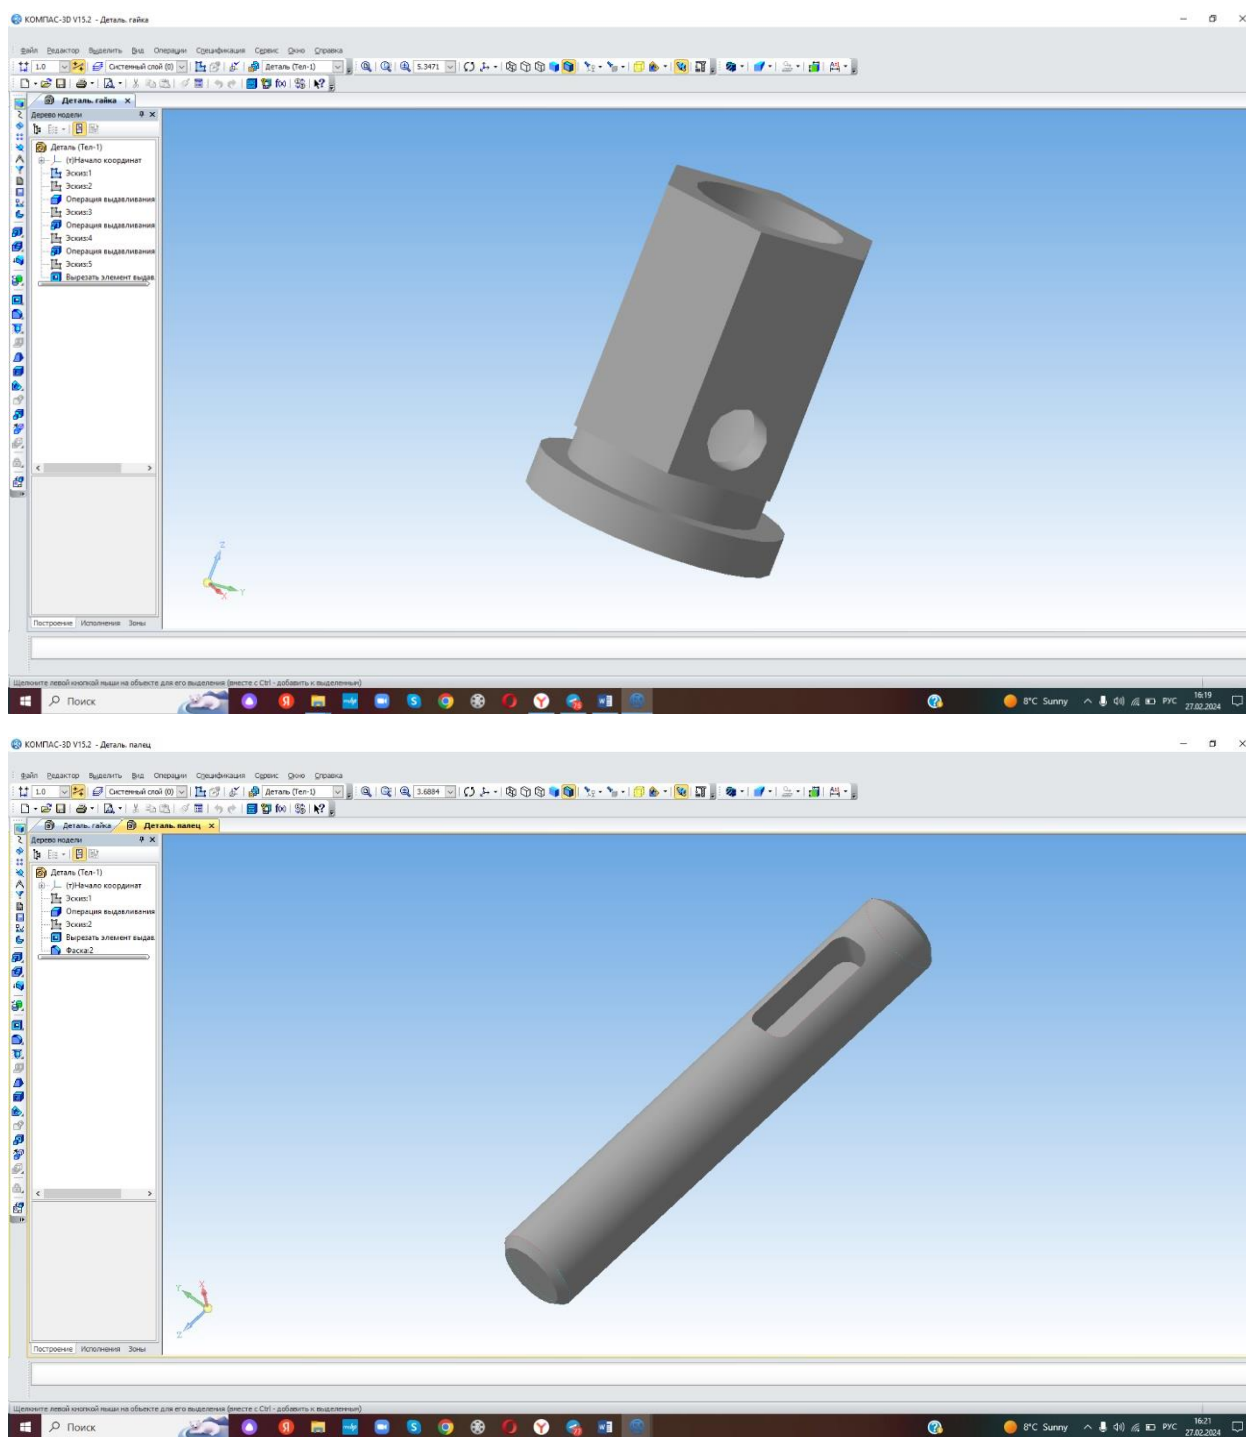 КОМПАС-3D V15.2 - Деталь. гайка
Файл Редактор Выделить Вид Операции Спецификация Сервис Окно Справка
1.0 Системный слой (0) Деталь (Тел-1) 5.3471
Деталь. гайка
Дерево модели
Деталь (Тел-1)
(т)Начало координат
Эскиз:1
Эскиз:2
Операция выдавливания
Эскиз:3
Операция выдавливания
Эскиз:4
Операция выдавливания
Эскиз:5
Вырезать элемент выдав
Z
Y
X
Построение Исполнения Зоны
Щелкните левой кнопкой мыши на объекте для его выделения (вместе с Ctrl - добавить к выделенным)
Поиск
8°C Sunny РУС 16:19
27.02.2024
КОМПАС-3D V15.2 - Деталь. палец
Файл Редактор Выделить Вид Операции Спецификация Сервис Окно Справка
1.0 Системный слой (0) Деталь (Тел-1) 3.6884
Деталь. гайка Деталь. палец
Дерево модели
Деталь (Тел-1)
(т)Начало координат
Эскиз:1
Операция выдавливания
Эскиз:2
Вырезать элемент выдав
Фаска:2
Y X
Z
Построение Исполнения Зоны
Щелкните левой кнопкой мыши на объекте для его выделения (вместе с Ctrl - добавить к выделенным)
Поиск
8°C Sunny РУС 16:21
27.02.2024